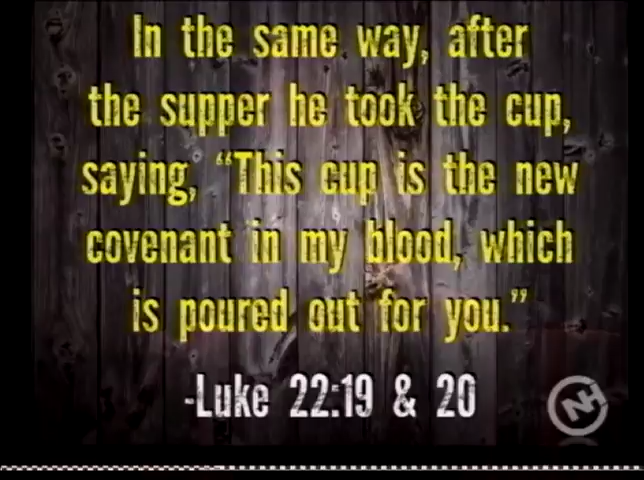 In the same way, after
the supper he took the cup,
saying, “This cup is the new
covenant in my blood, which
is poured out for you.”
-Luke 22:19 & 20
NH